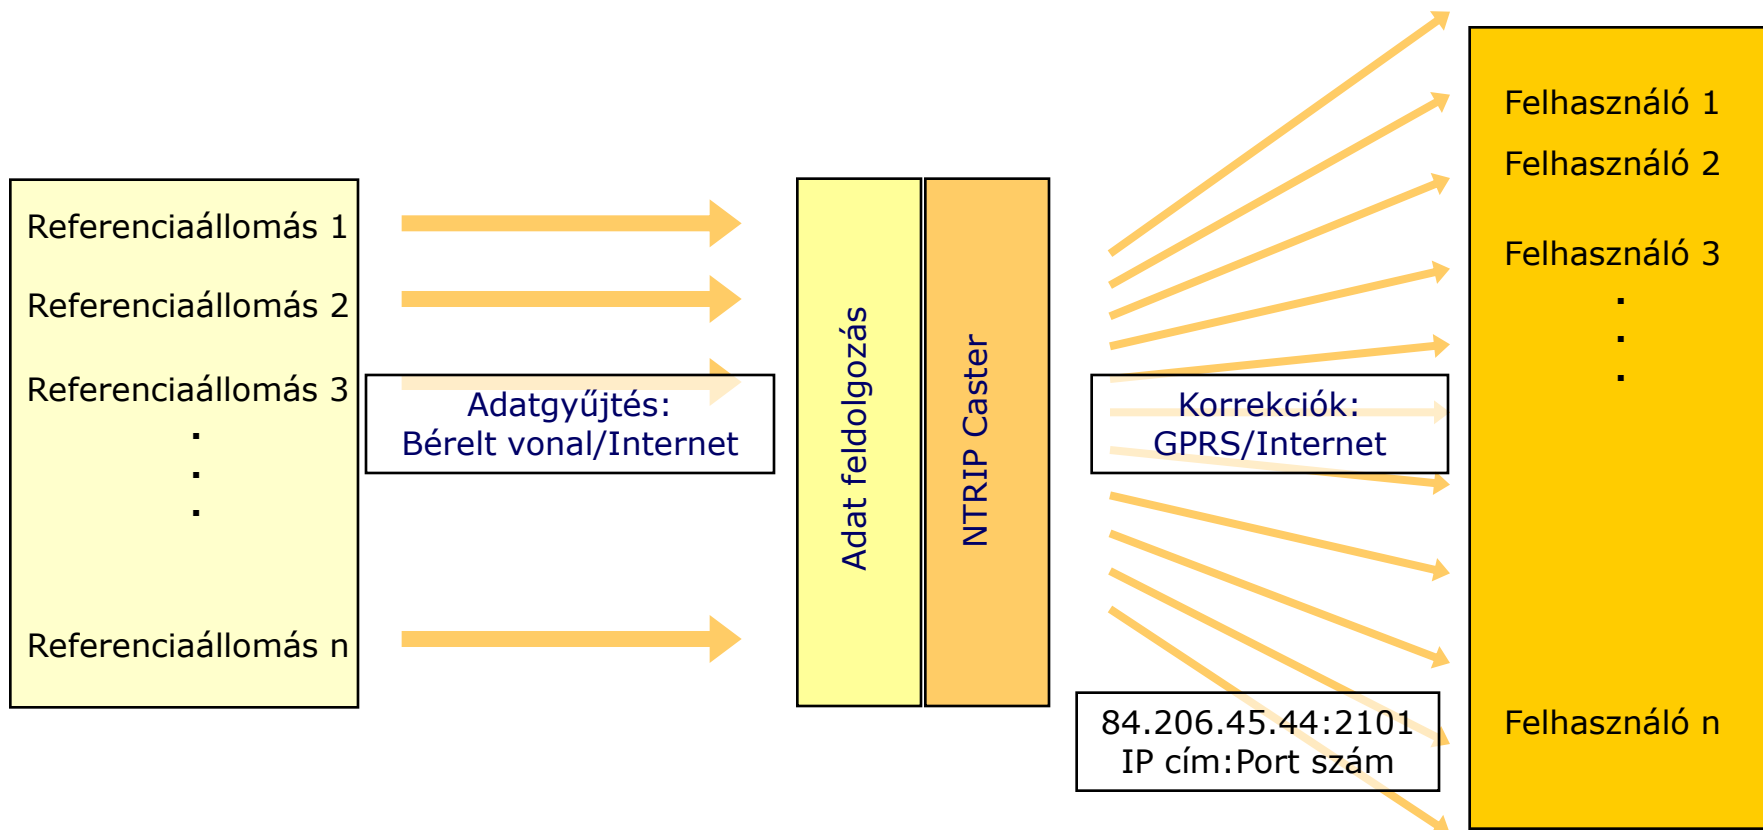 Referenciaállomás 1
Referenciaállomás 2
Referenciaállomás 3
.
.
.
Referenciaállomás n
Adatgyűjtés:
Bérelt vonal/Internet
Adat feldolgozás
NTRIP Caster
Korrekciók:
GPRS/Internet
84.206.45.44:2101
IP cím:Port szám
Felhasználó 1
Felhasználó 2
Felhasználó 3
.
.
.
Felhasználó n